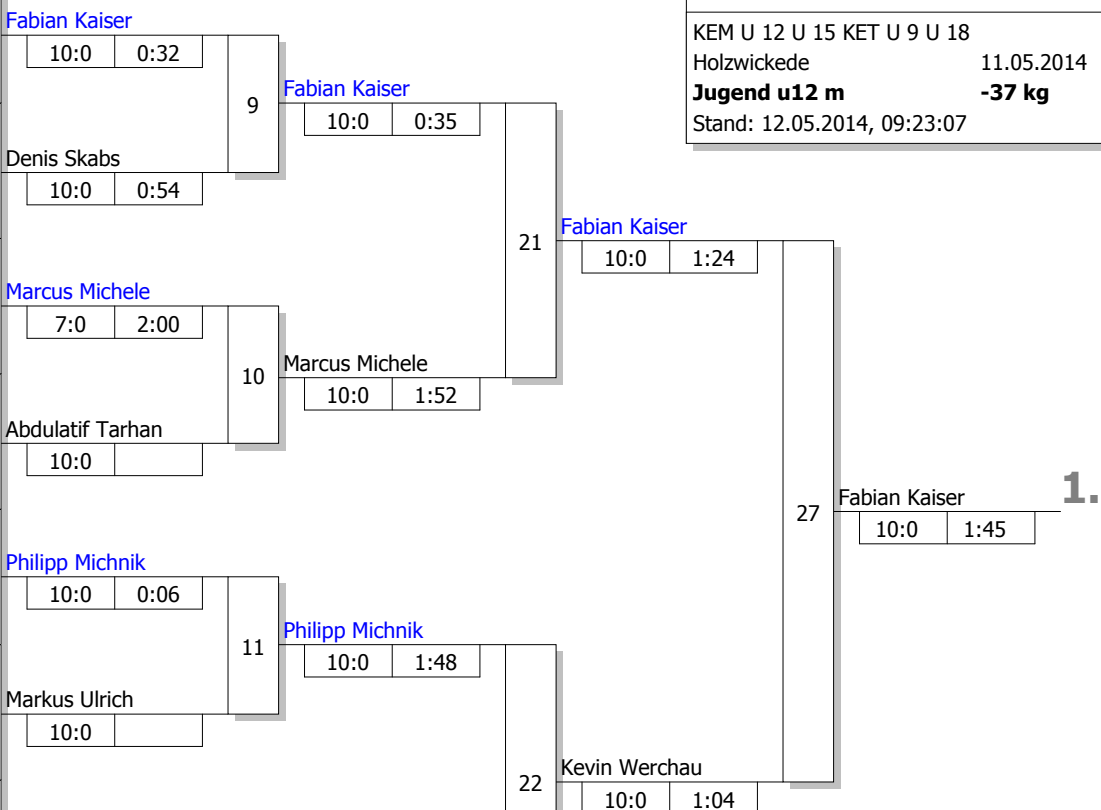 KEM U 12 U 15 KET U 9 U 18
Holzwickede 11.05.2014
Jugend u12 m -37 kg
Stand: 12.05.2014, 09:23:07
Fabian Kaiser
10:0 0:32
9
Denis Skabs
10:0 0:54
Marcus Michele
7:0 2:00
10
Abdulatif Tarhan
10:0
Philipp Michnik
10:0 0:06
11
Markus Ulrich
10:0
Fabian Kaiser
10:0 0:35
21
Marcus Michele
10:0 1:52
Philipp Michnik
10:0 1:48
22
Fabian Kaiser
10:0 1:24
27
Kevin Werchau
10:0 1:04
Fabian Kaiser 1.
10:0 1:45